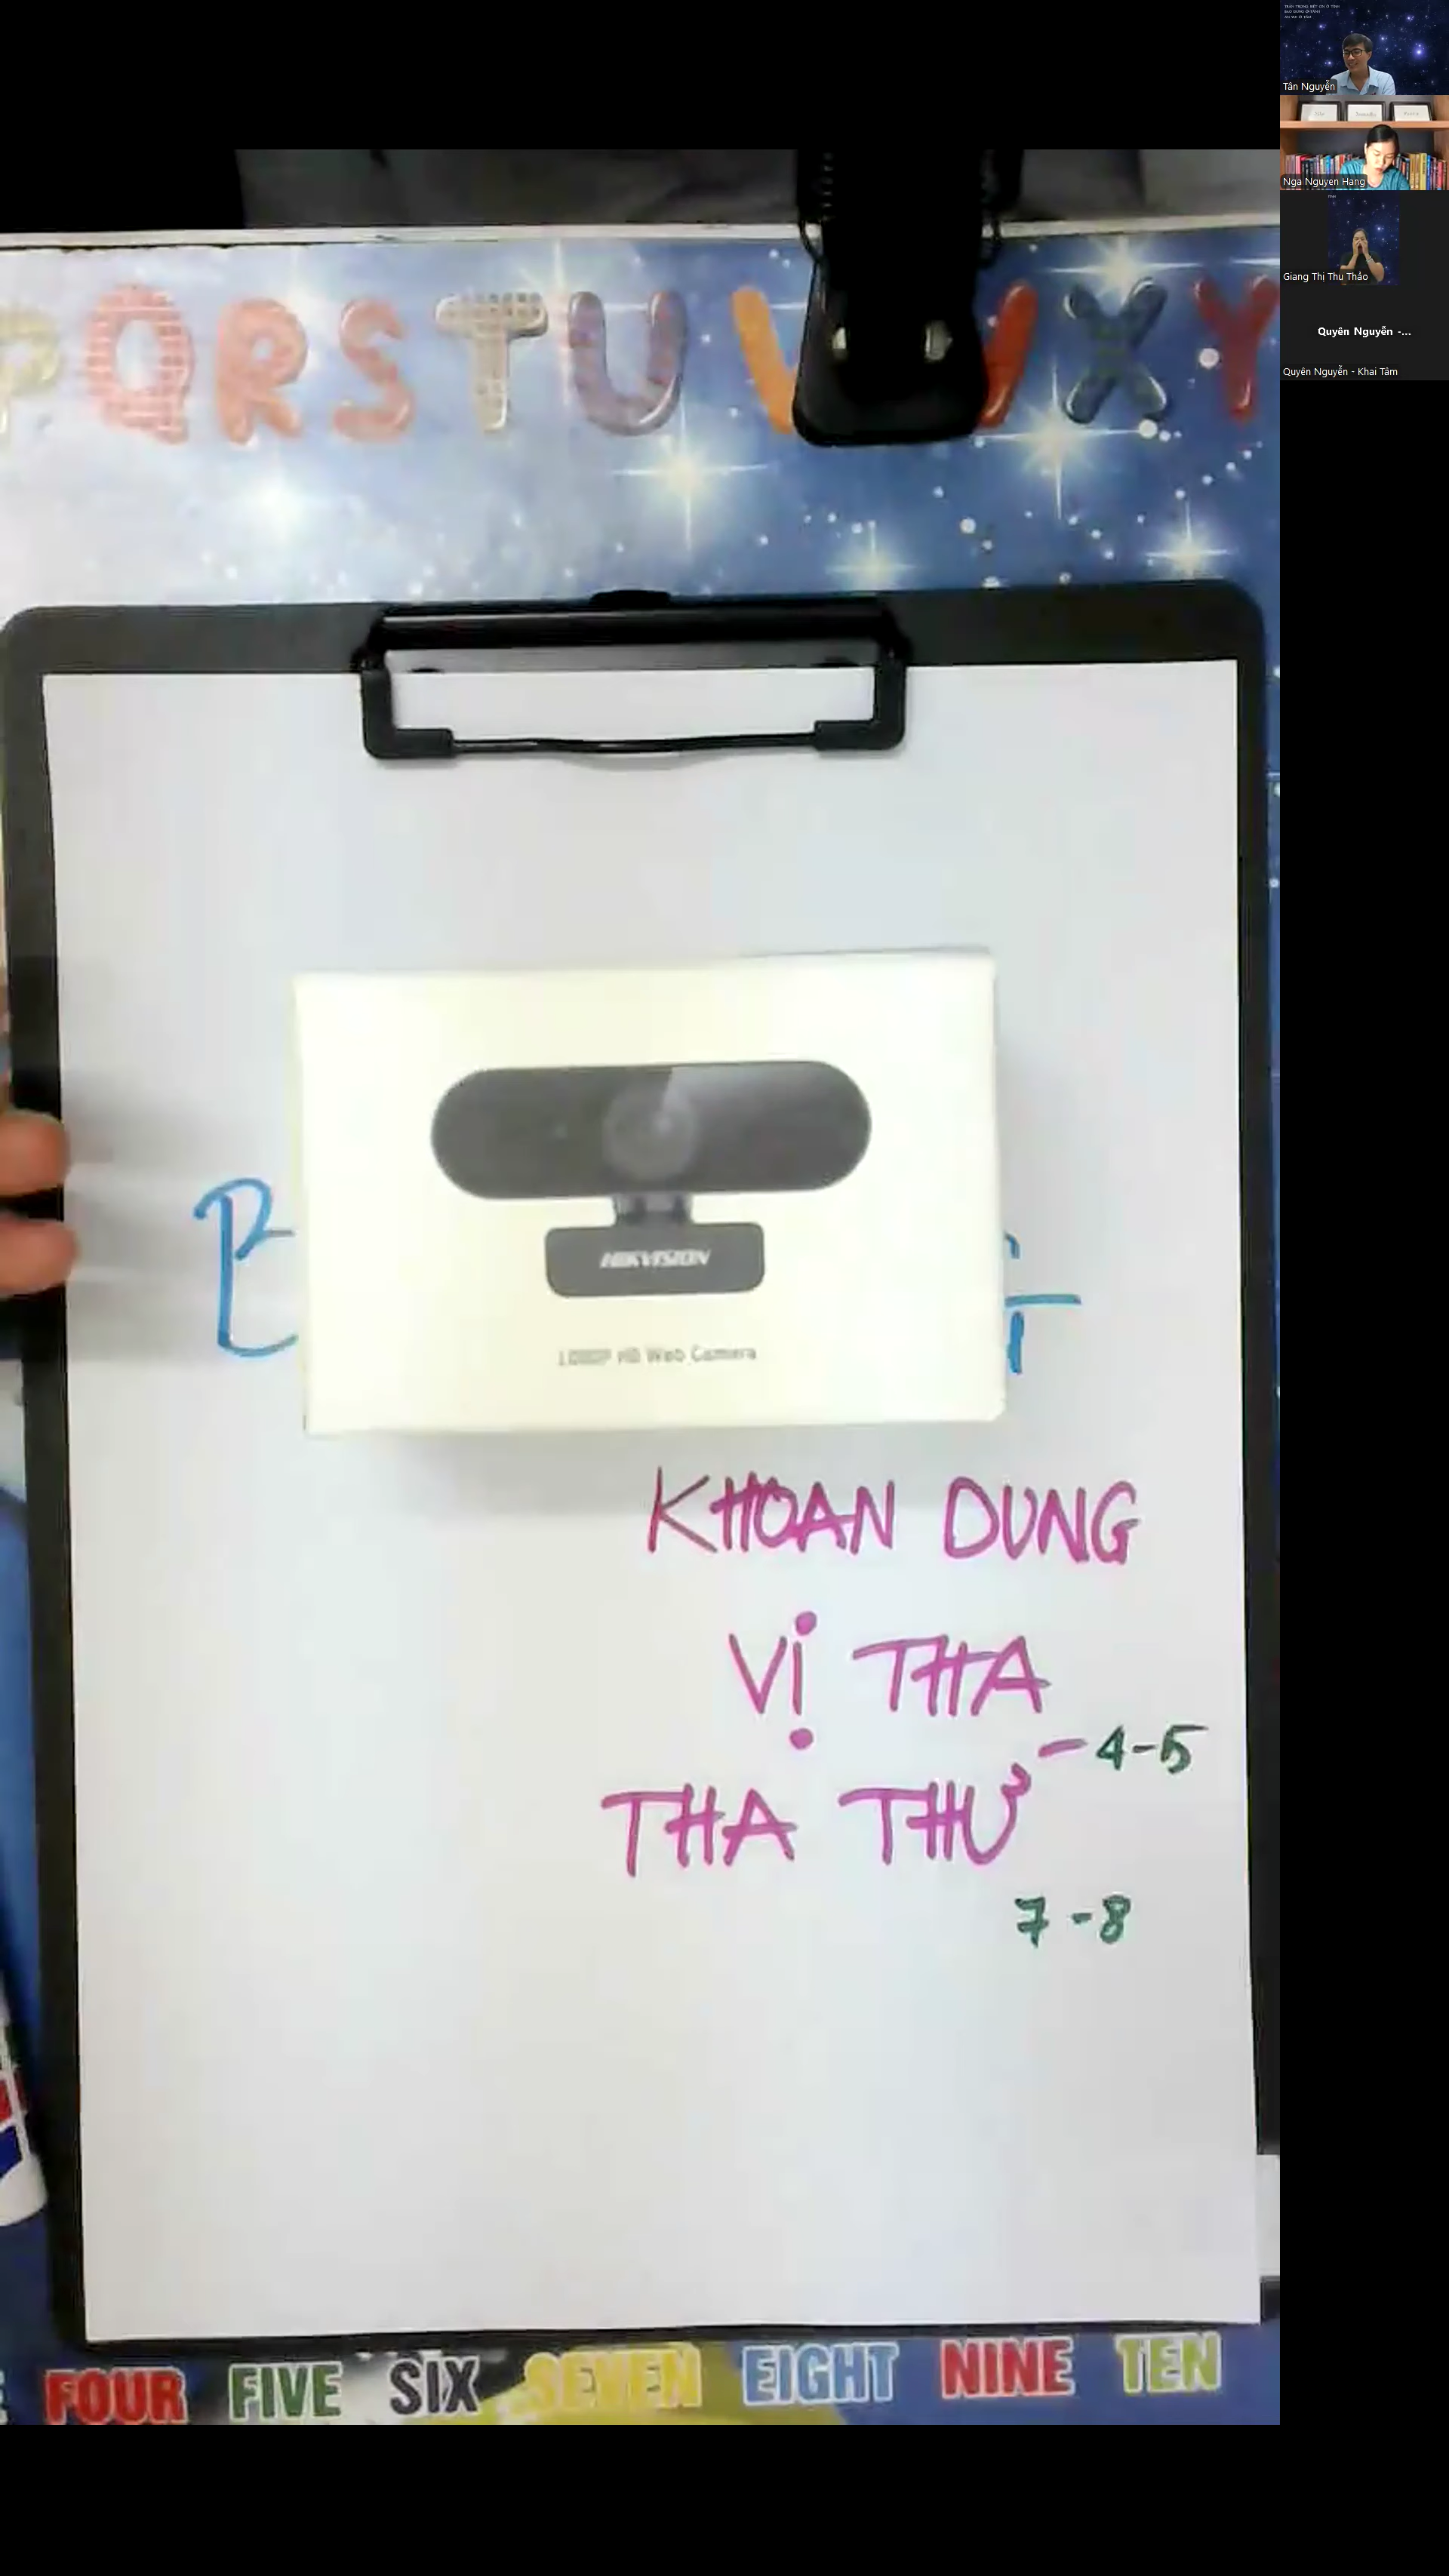 Tân Nguyễn
Nga Nguyen Hang
Giang Thị Thu Thảo
Quyên Nguyễn -...
Quyên Nguyễn - Khai Tâm
P Q R S T U V X Y
HIKVISION
1080P HD Web Camera
KHOAN DUNG
VỊ THA
- 4-5
THA THỨ
7-8
FOUR FIVE SIX SEVEN EIGHT NINE TEN